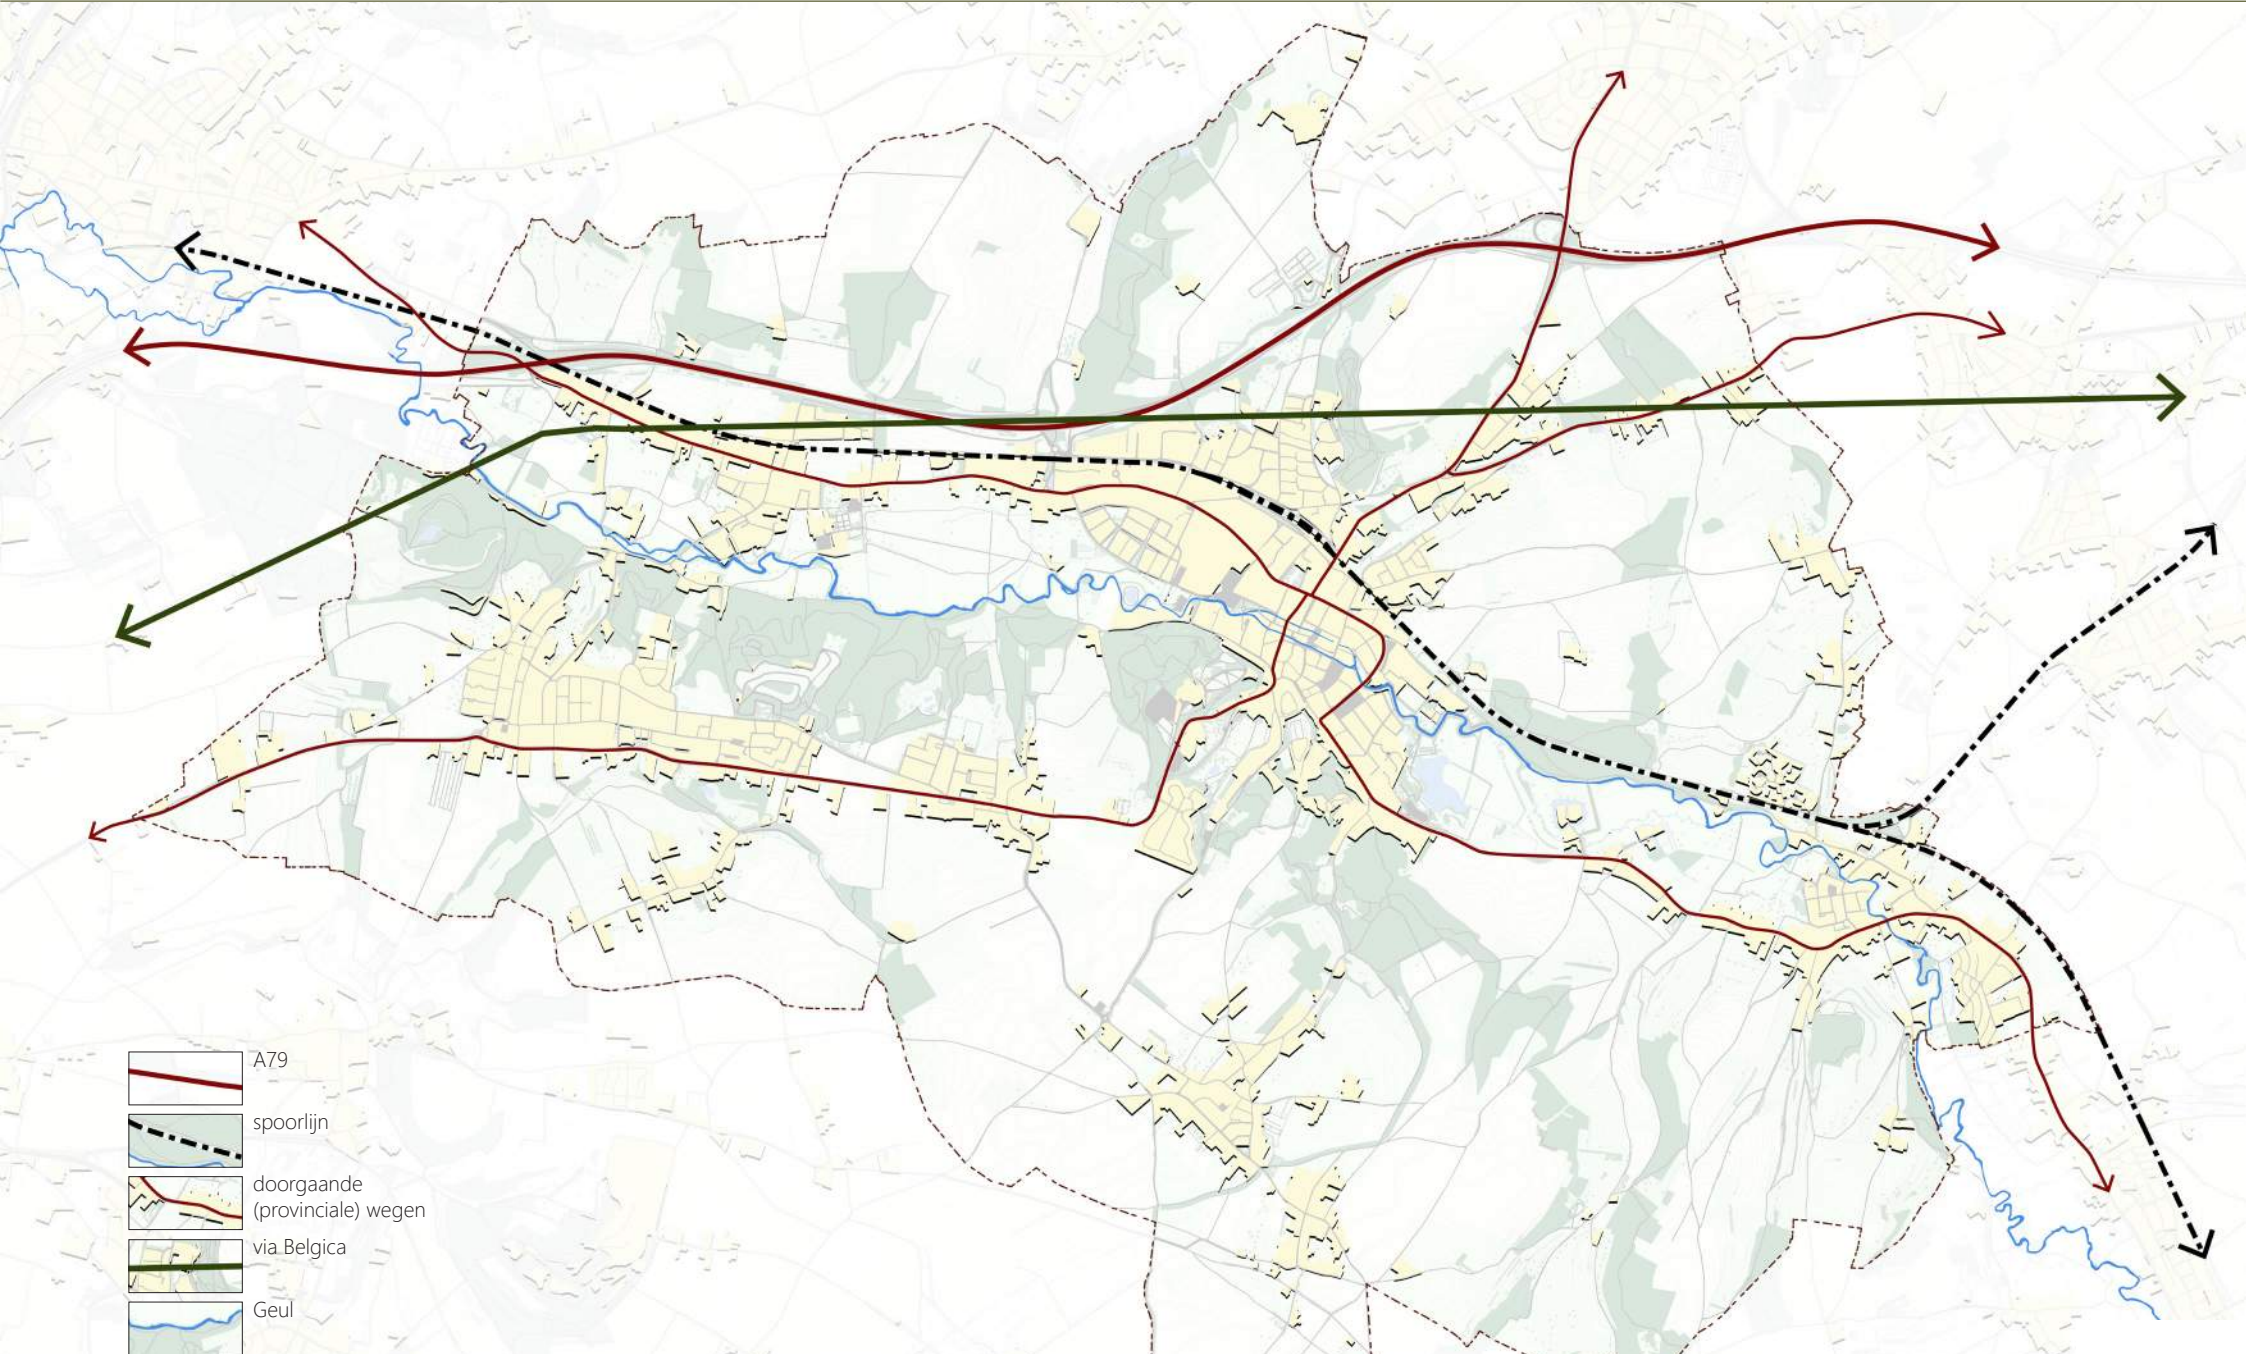 A79
spoorlijn
doorgaande
(provinciale) wegen
via Belgica
Geul